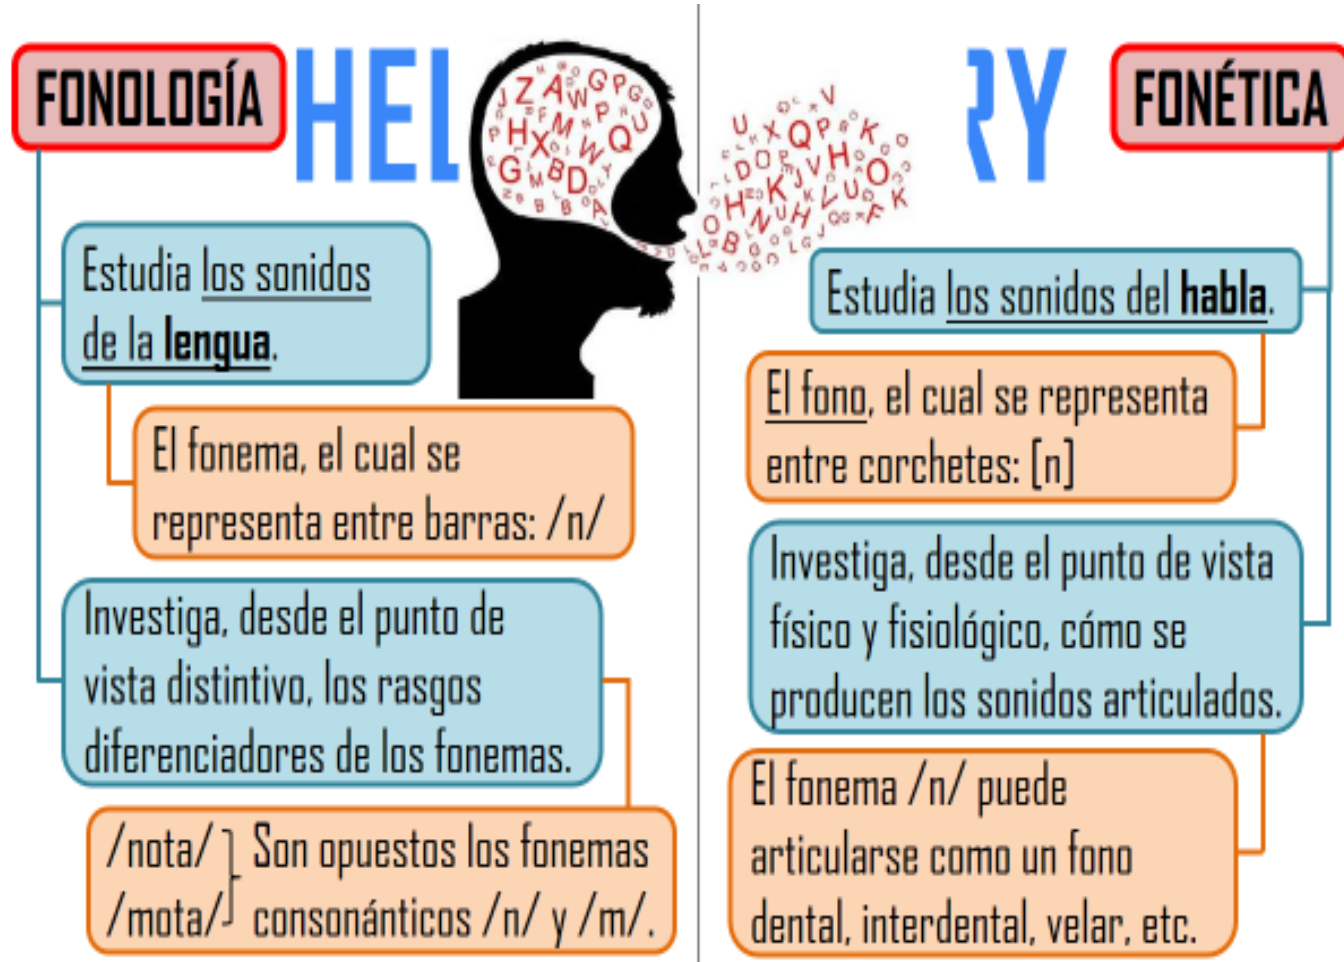 FONOLOGÍA
HEL
RY
FONÉTICA
Estudia los sonidos
de la lengua.
El fonema, el cual se
representa entre barras: /n/
Investiga, desde el punto de
vista distintivo, los rasgos
diferenciadores de los fonemas.
/nota/ Son opuestos los fonemas
/mota/ consonánticos /n/ y /m/.
Estudia los sonidos del habla.
El fono, el cual se representa
entre corchetes: [n]
Investiga, desde el punto de vista
físico y fisiológico, cómo se
producen los sonidos articulados.
El fonema /n/ puede
articularse como un fono
dental, interdental, velar, etc.